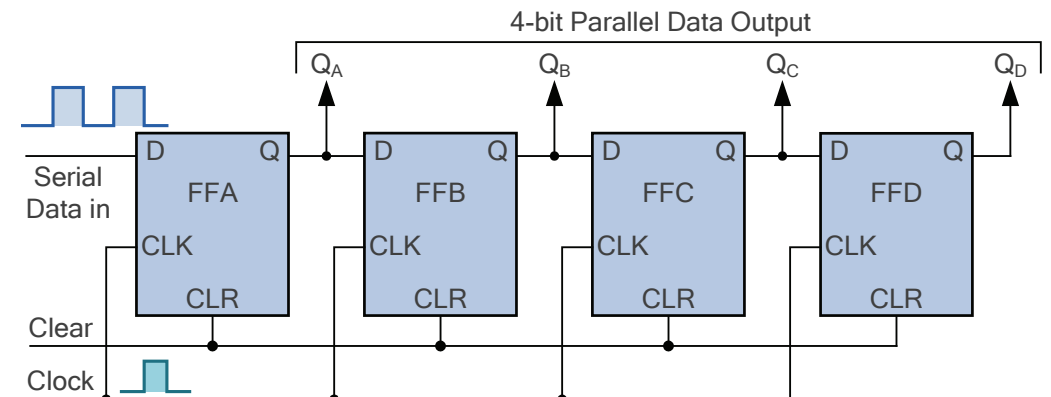 4-bit Parallel Data Output
QA QB QC QD
D Q D Q D Q D Q
Serial
Data in
FFA FFB FFC FFD
CLK CLK CLK CLK
CLR CLR CLR CLR
Clear
Clock